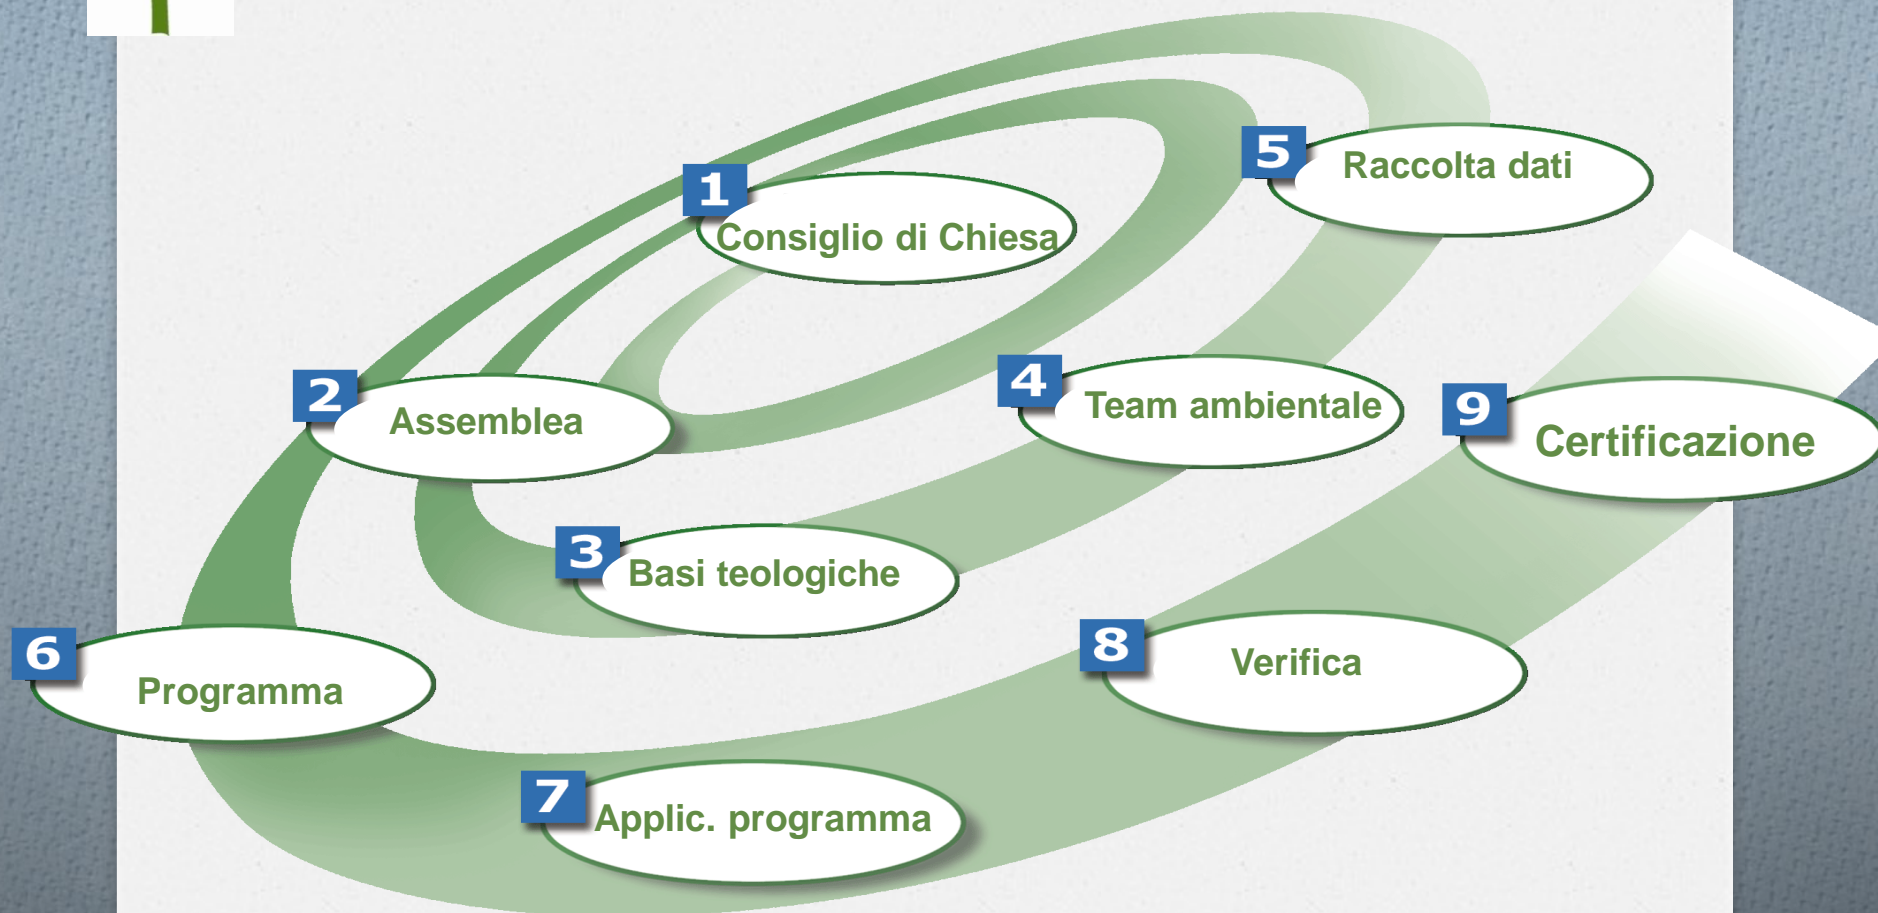 1
Consiglio di Chiesa
2
Assemblea
3
Basi teologiche
4
Team ambientale
5
Raccolta dati
6
Programma
7
Applic. programma
8
Verifica
9
Certificazione